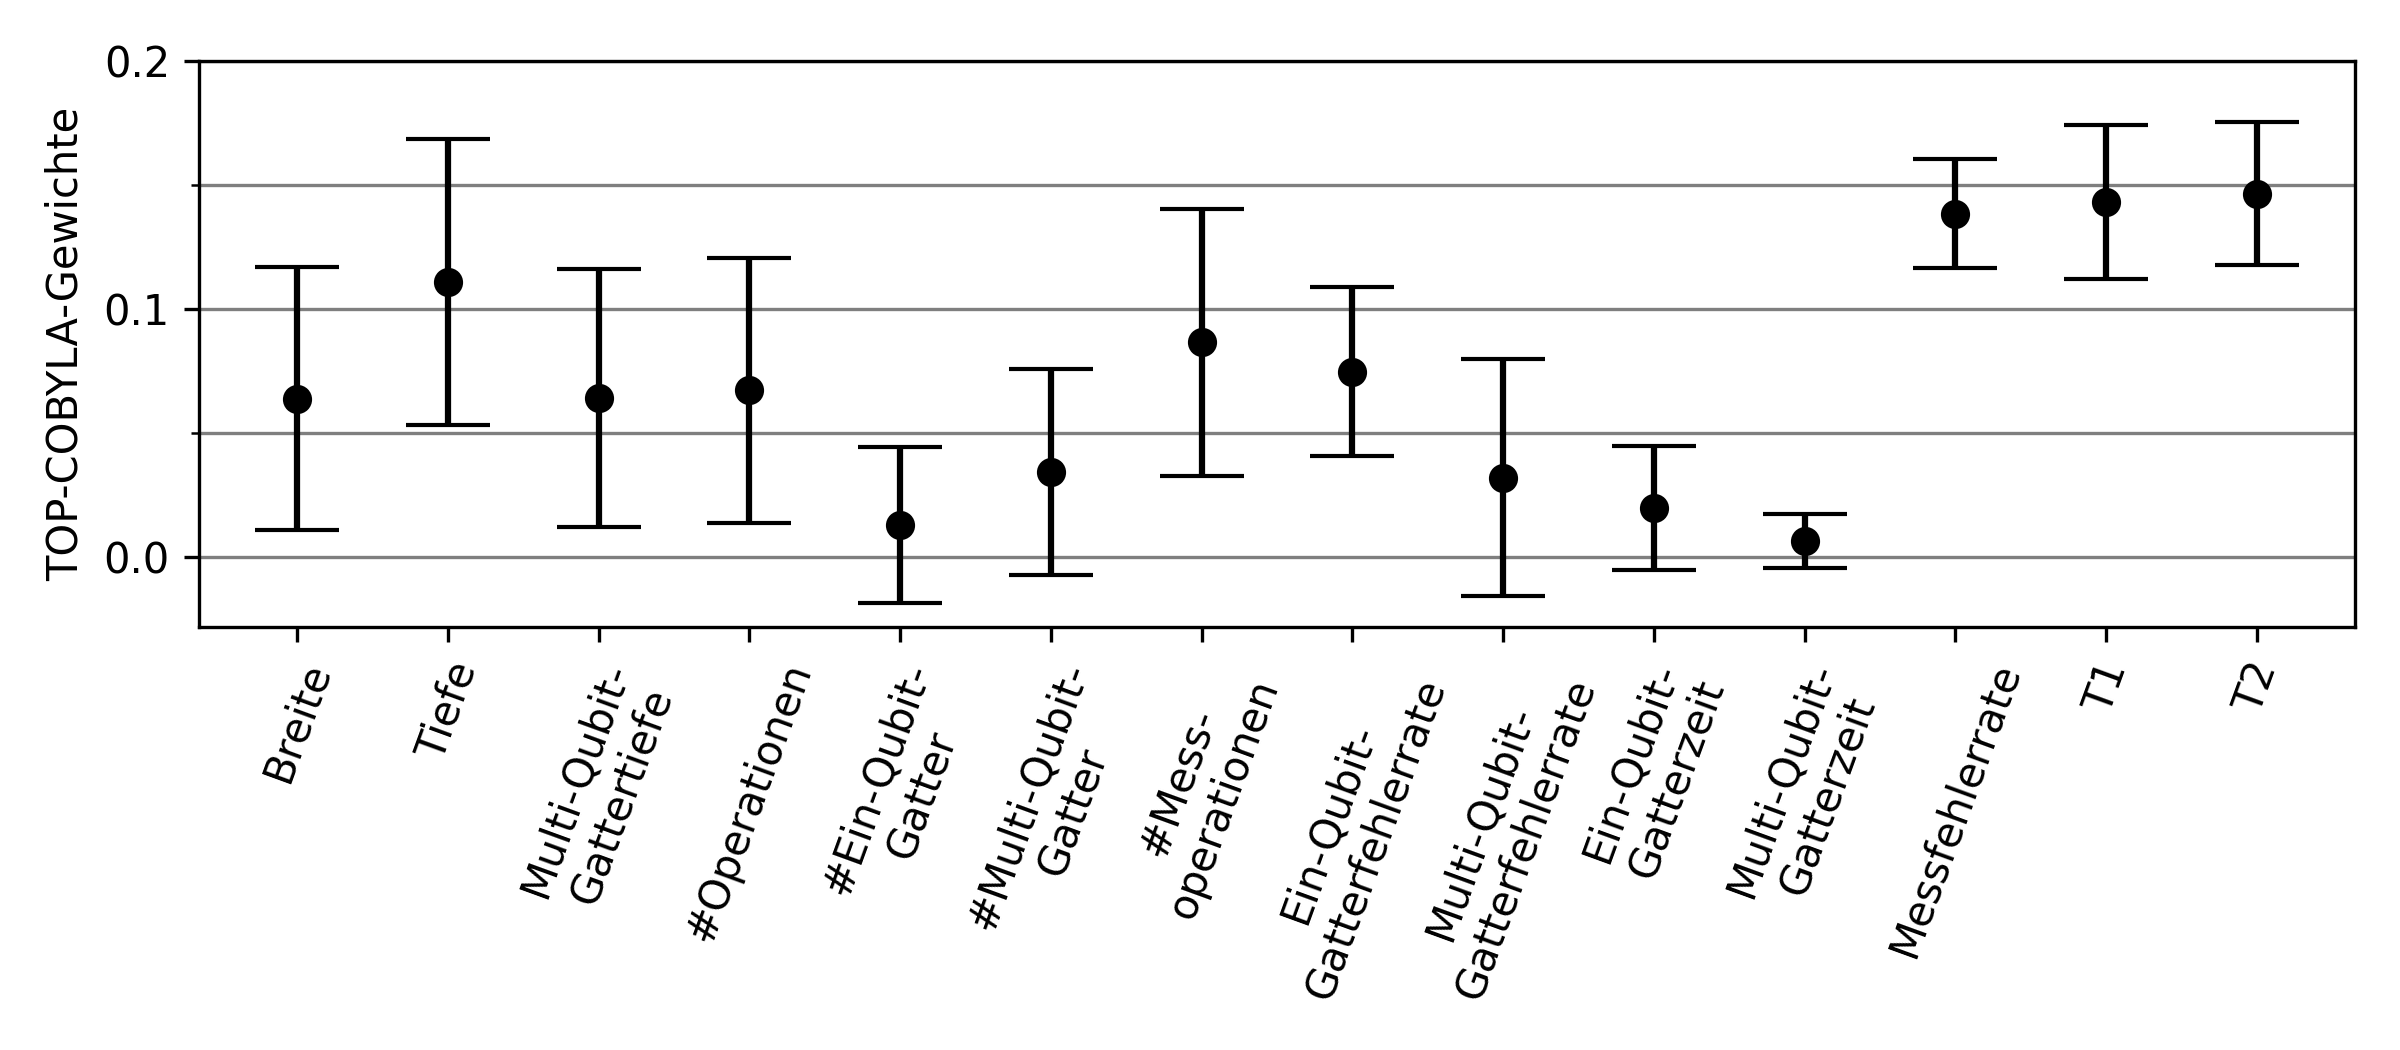 TOP-COBYLA-Gewichte
0.2
0.1
0.0
Breite
Tiefe
Multi-Qubit-
Gattertiefe
#Operationen
#Ein-Qubit-
Gatter
#Multi-Qubit-
Gatter
#Mess-
operationen
Ein-Qubit-
Gatterfehlerrate
Multi-Qubit-
Gatterfehlerrate
Ein-Qubit-
Gatterzeit
Multi-Qubit-
Gatterzeit
Messfehlerrate
T1
T2